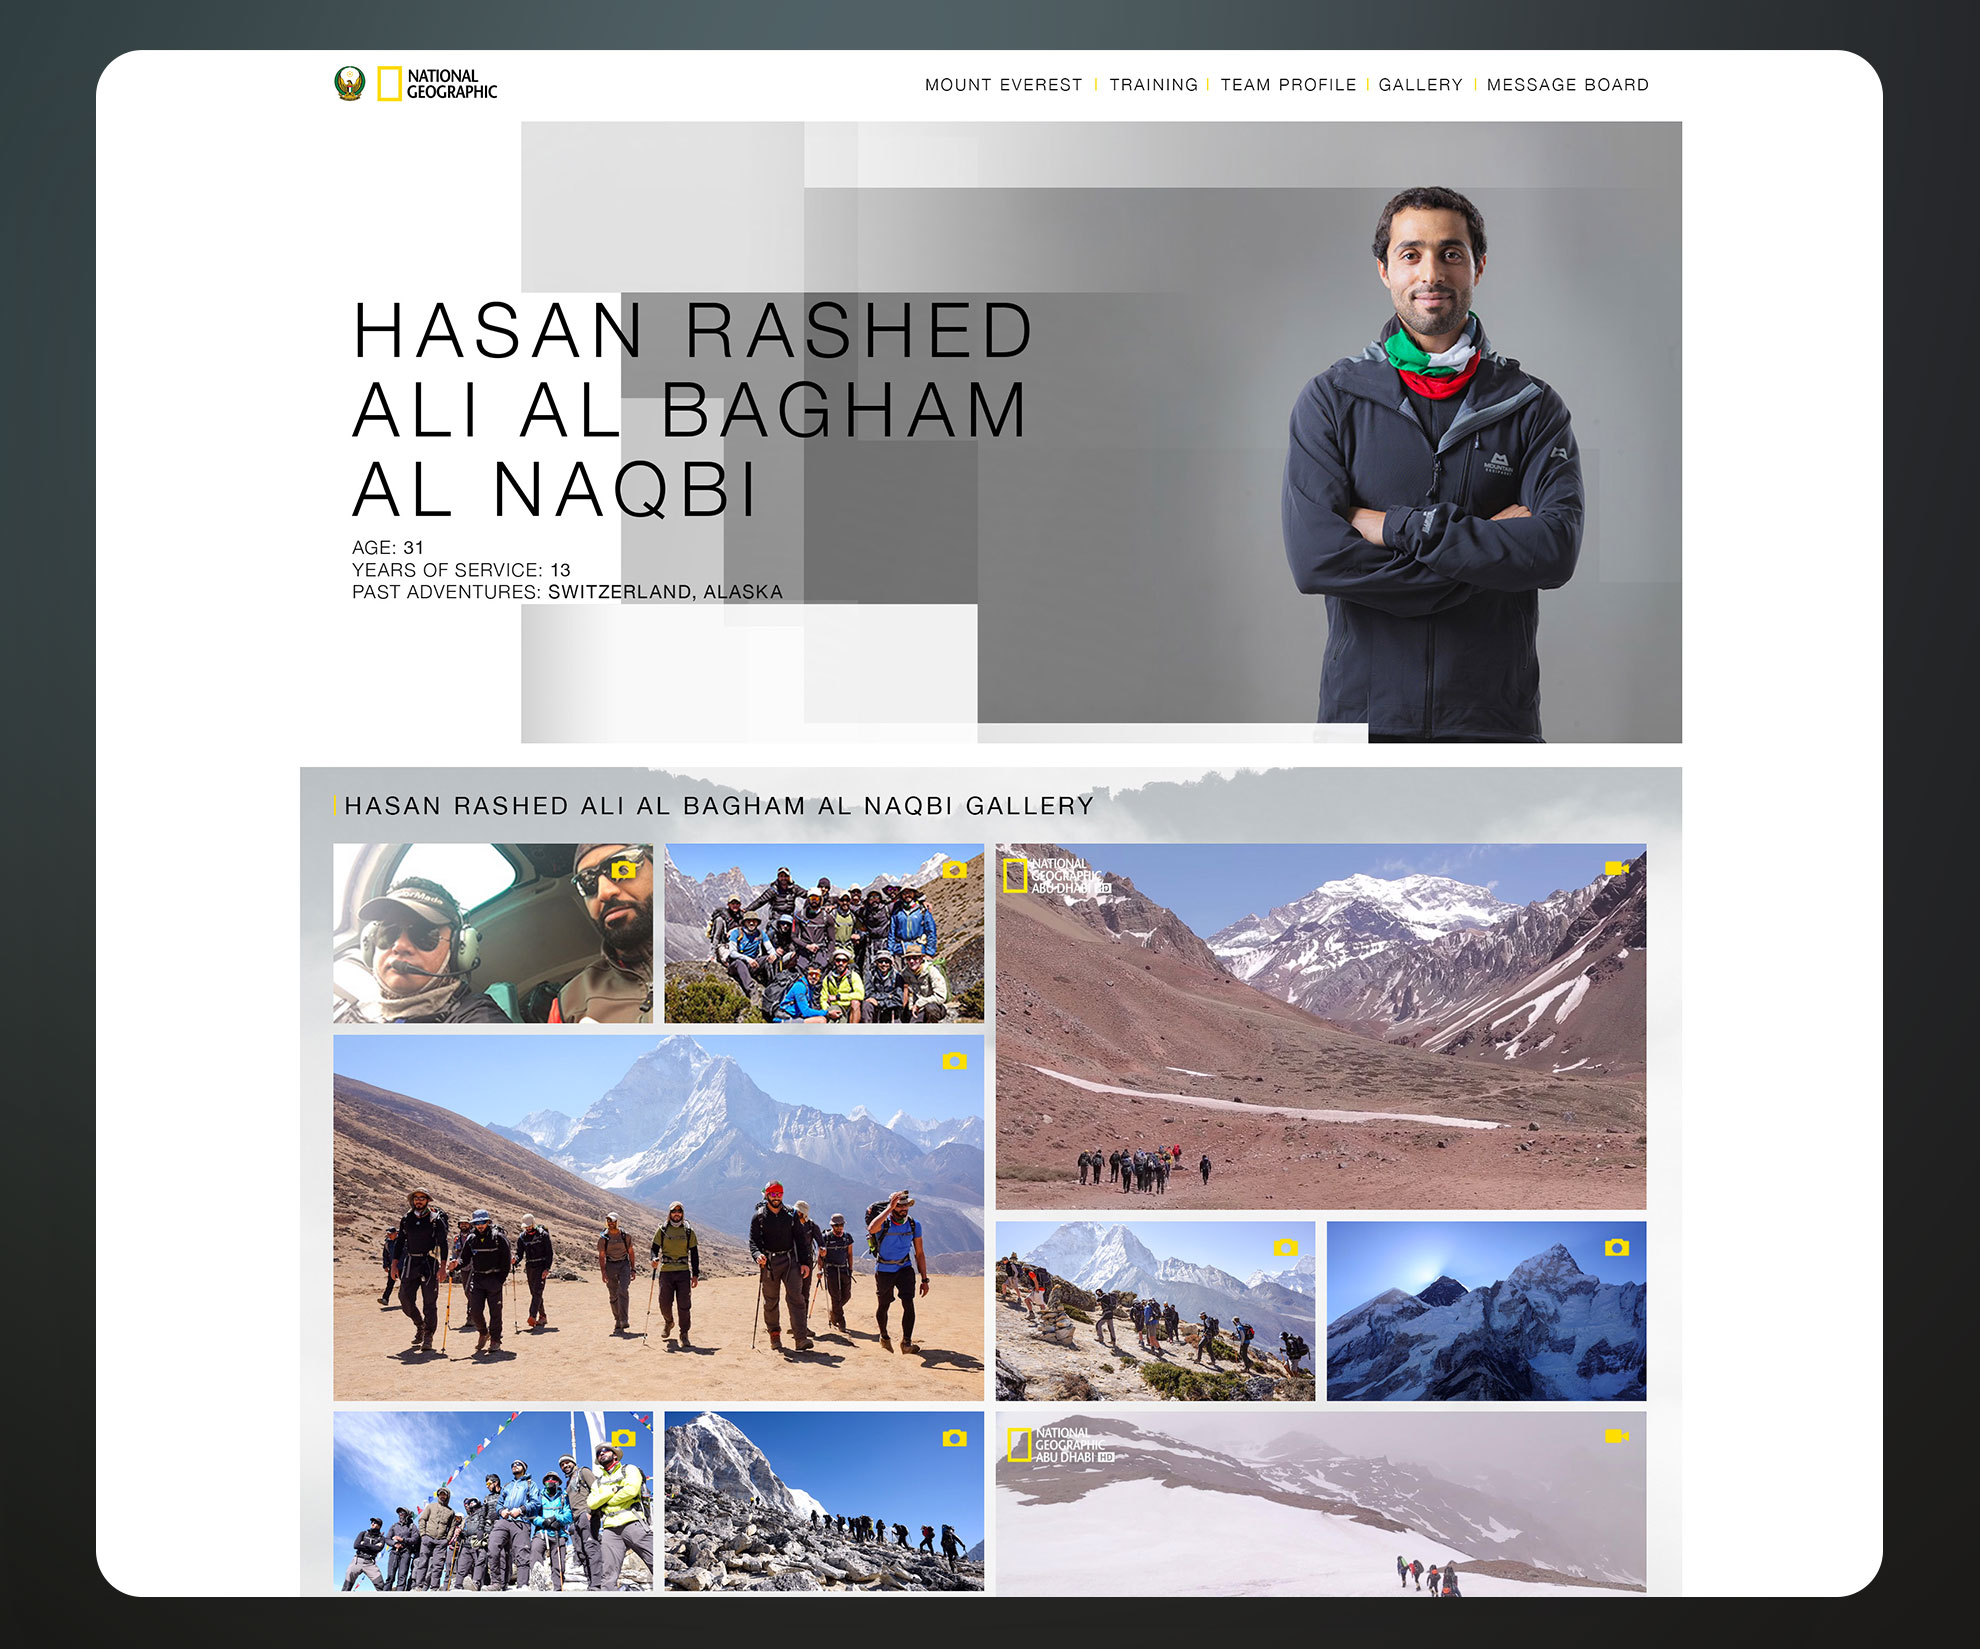 NATIONAL
GEOGRAPHIC
MOUNT EVEREST
TRAINING
TEAM PROFILE
GALLERY
MESSAGE BOARD
HASAN RASHED
ALI AL BAGHAM
AL NAQBI
AGE: 31
YEARS OF SERVICE: 13
PAST ADVENTURES: SWITZERLAND, ALASKA
MOUNTAIN
EQUIPMENT
HASAN RASHED ALI AL BAGHAM AL NAQBI GALLERY
NATIONAL
GEOGRAPHIC
ABU DHABI HD
NATIONAL
GEOGRAPHIC
ABU DHABI HD